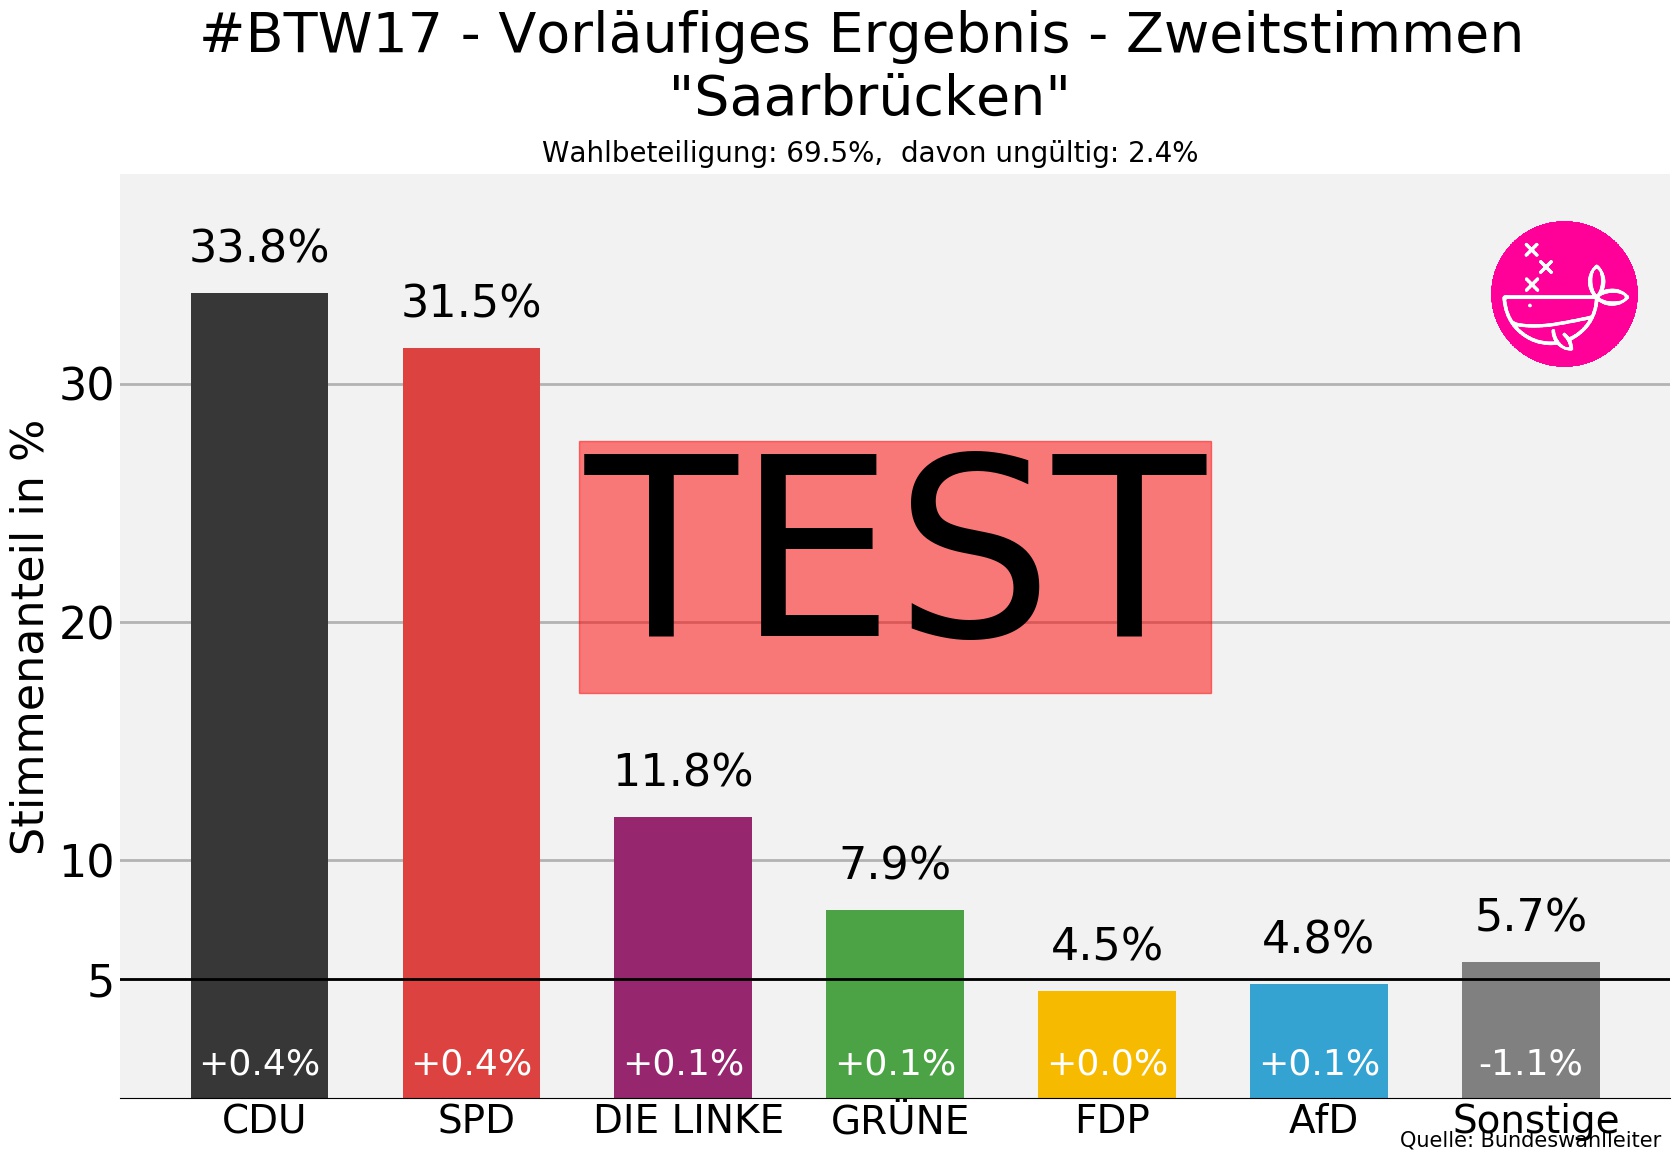 #BTW17 - Vorläufiges Ergebnis - Zweitstimmen
"Saarbrücken"
Wahlbeteiligung: 69.5%,  davon ungültig: 2.4%
Stimmenanteil in %
30
20
10
5
33.8%
31.5%
TEST
11.8%
7.9%
4.5%
4.8%
5.7%
+0.4%
+0.4%
+0.1%
+0.1%
+0.0%
+0.1%
-1.1%
CDU
SPD
DIE LINKE
GRÜNE
FDP
AfD
Sonstige
Quelle: Bundeswahlleiter